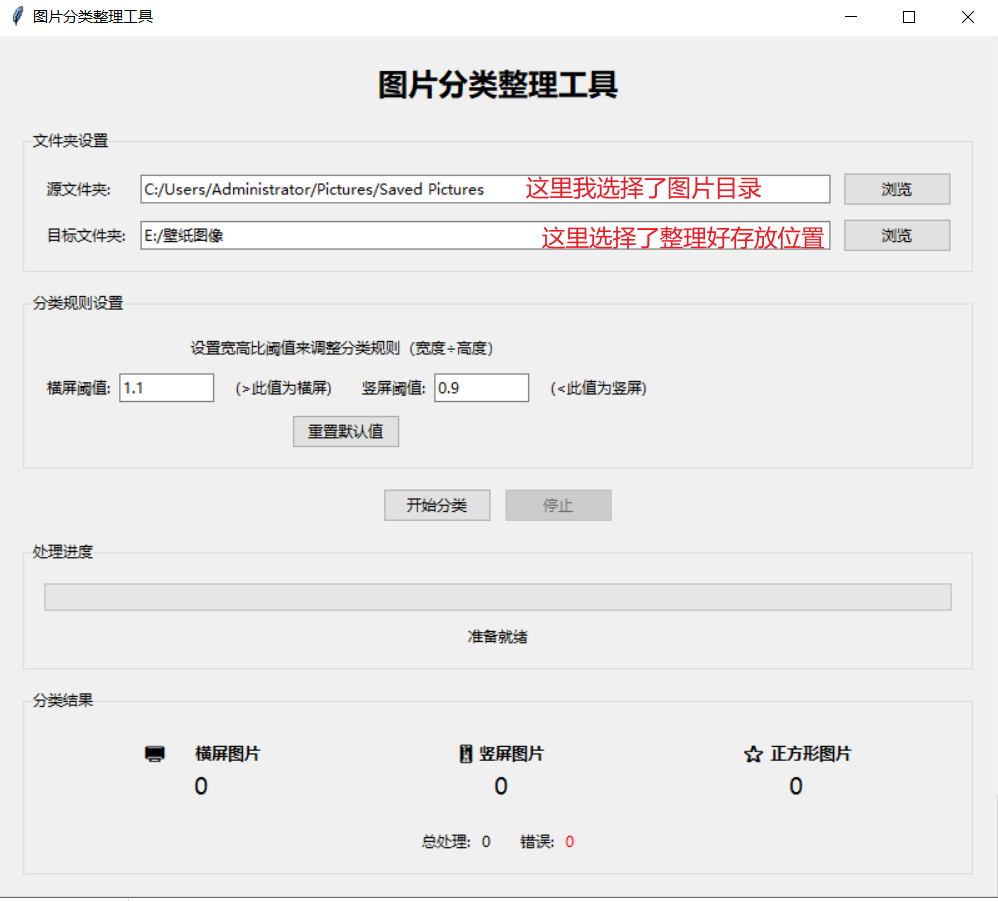 图片分类整理工具
图片分类整理工具
文件夹设置
源文件夹: C:/Users/Administrator/Pictures/Saved Pictures 这里我选择了图片目录 浏览
目标文件夹: E:/壁纸图像 这里选择了整理好存放位置 浏览
分类规则设置
设置宽高比阈值来调整分类规则（宽度÷高度）
横屏阈值: 1.1 (>此值为横屏) 竖屏阈值: 0.9 (<此值为竖屏)
重置默认值
开始分类 停止
处理进度
准备就绪
分类结果
横屏图片 竖屏图片 正方形图片
0 0 0
总处理: 0 错误: 0